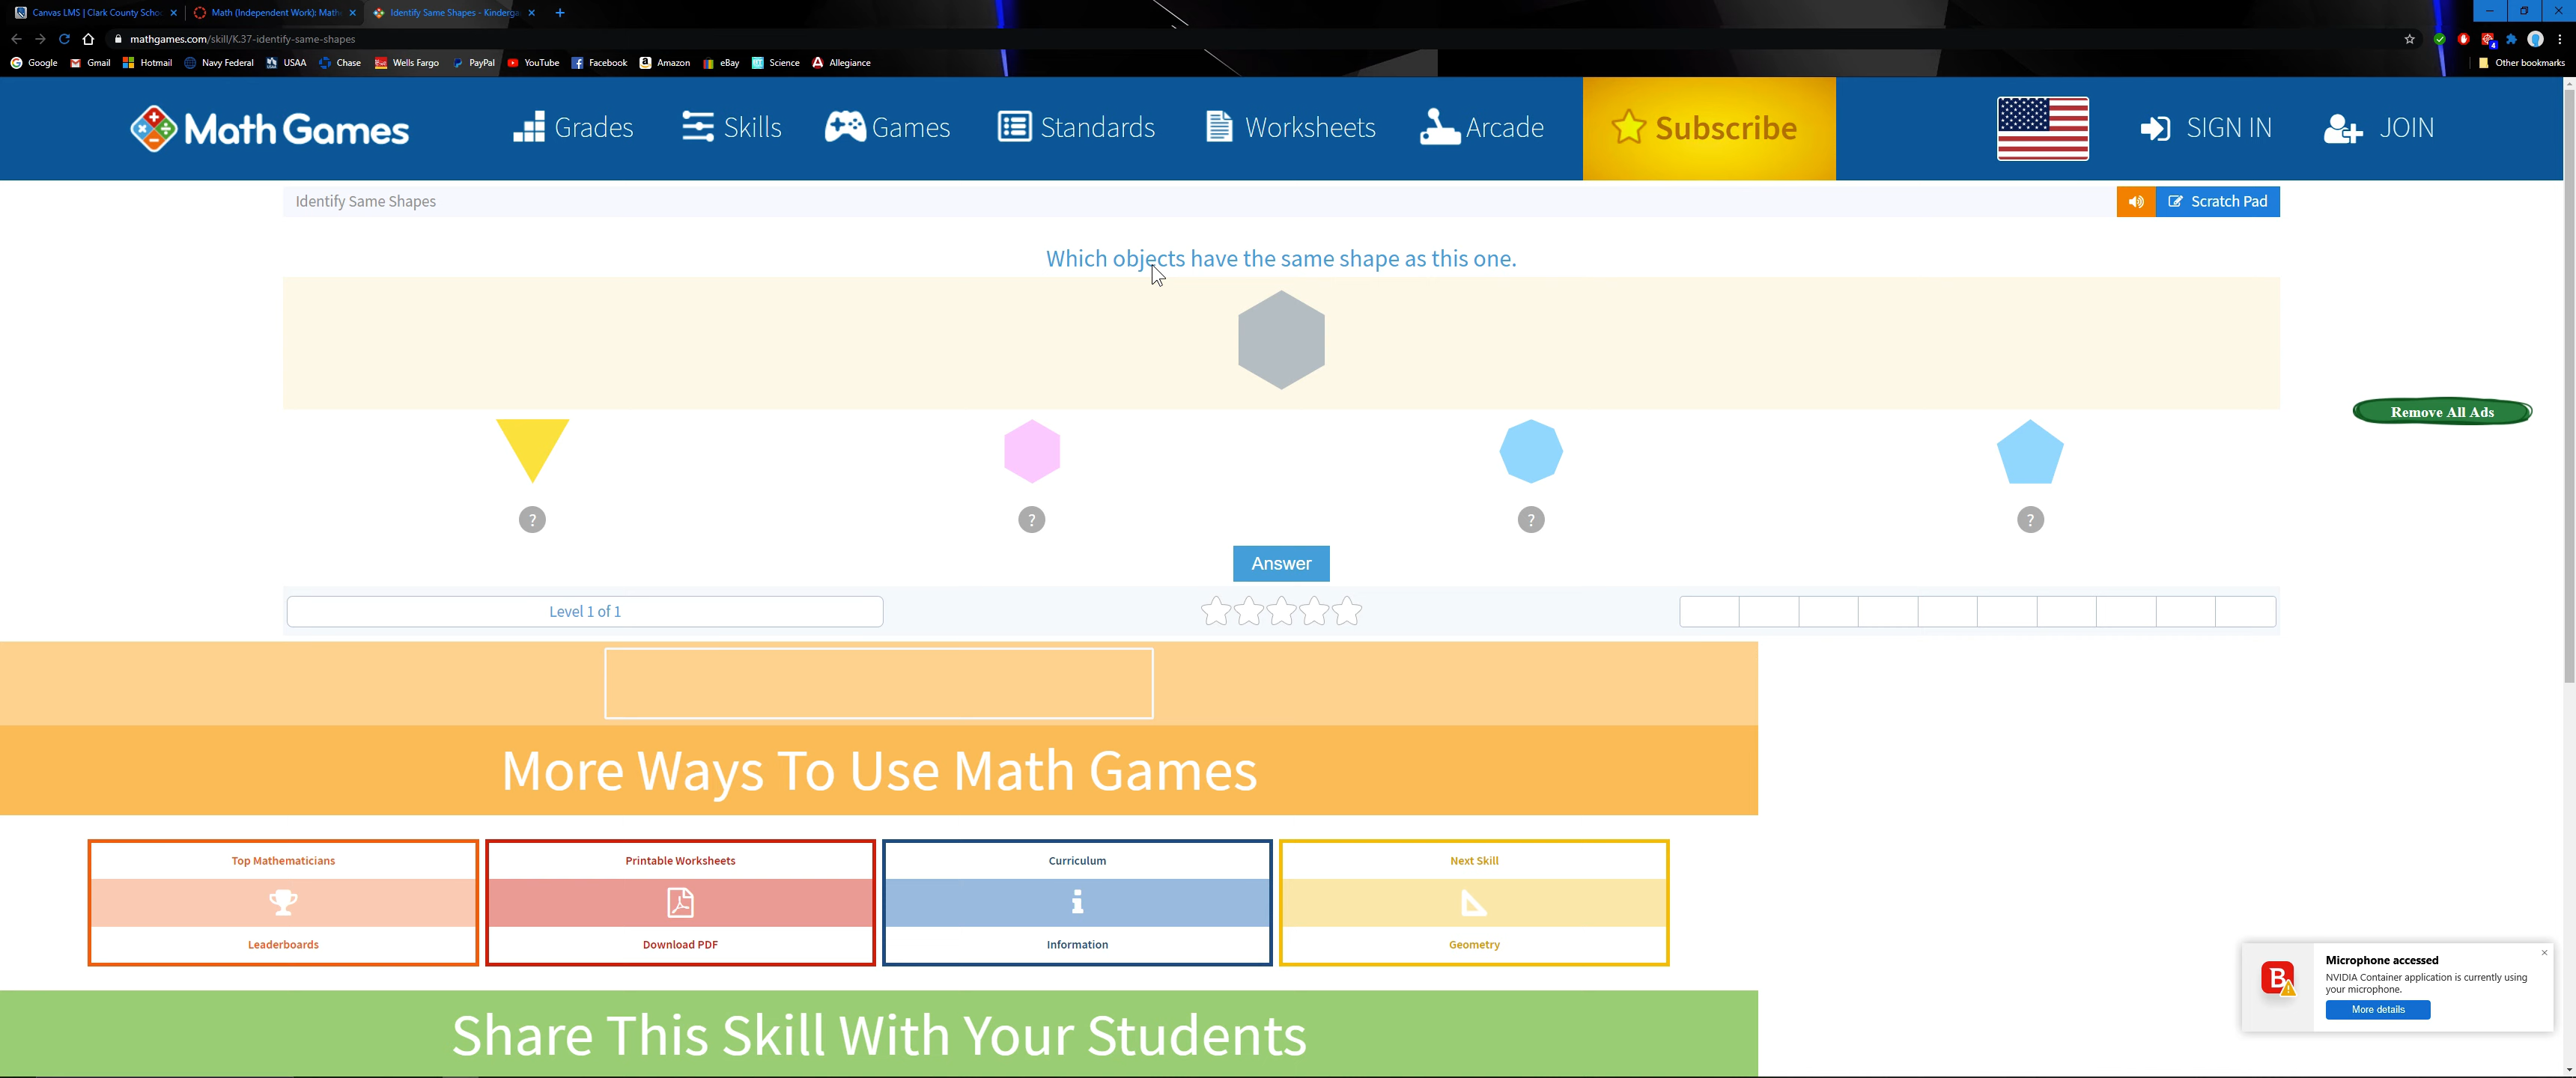 Canvas LMS | Clark County Scho
Math (Independent Work): Math
Identify Same Shapes - Kinderga
mathgames.com/skill/K.37-identify-same-shapes
4
Google Gmail Hotmail Navy Federal USAA Chase Wells Fargo PayPal YouTube Facebook Amazon eBay Science Allegiance Other bookmarks
Math Games Grades Skills Games Standards Worksheets Arcade Subscribe SIGN IN JOIN
Identify Same Shapes
Scratch Pad
Which objects have the same shape as this one.
Remove All Ads
? ? ? ?
Answer
Level 1 of 1
More Ways To Use Math Games
Top Mathematicians
Leaderboards
Printable Worksheets
Download PDF
Curriculum
Information
Next Skill
Geometry
B
Microphone accessed
NVIDIA Container application is currently using
your microphone.
More details
Share This Skill With Your Students